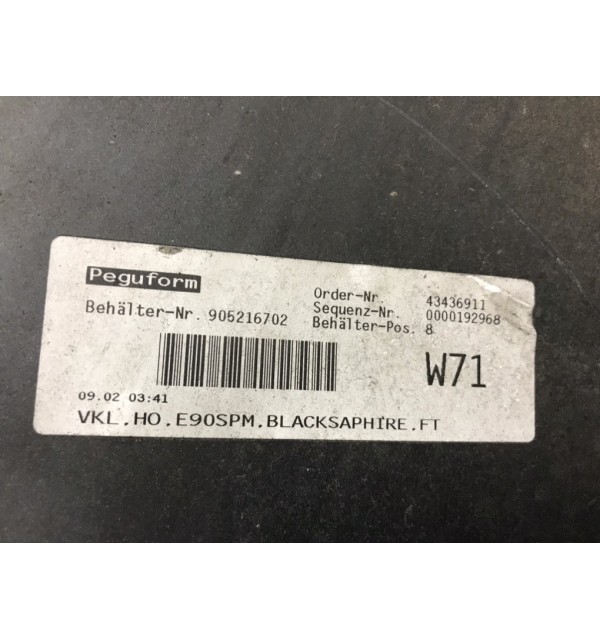 Peguform
Order-Nr. 43436911
Behälter-Nr. 905216702
Sequenz-Nr. 0000192968
Behälter-Pos. 8
W71
09.02 03:41
VKL.HO.E90SPM.BLACKSAPHIRE.FT